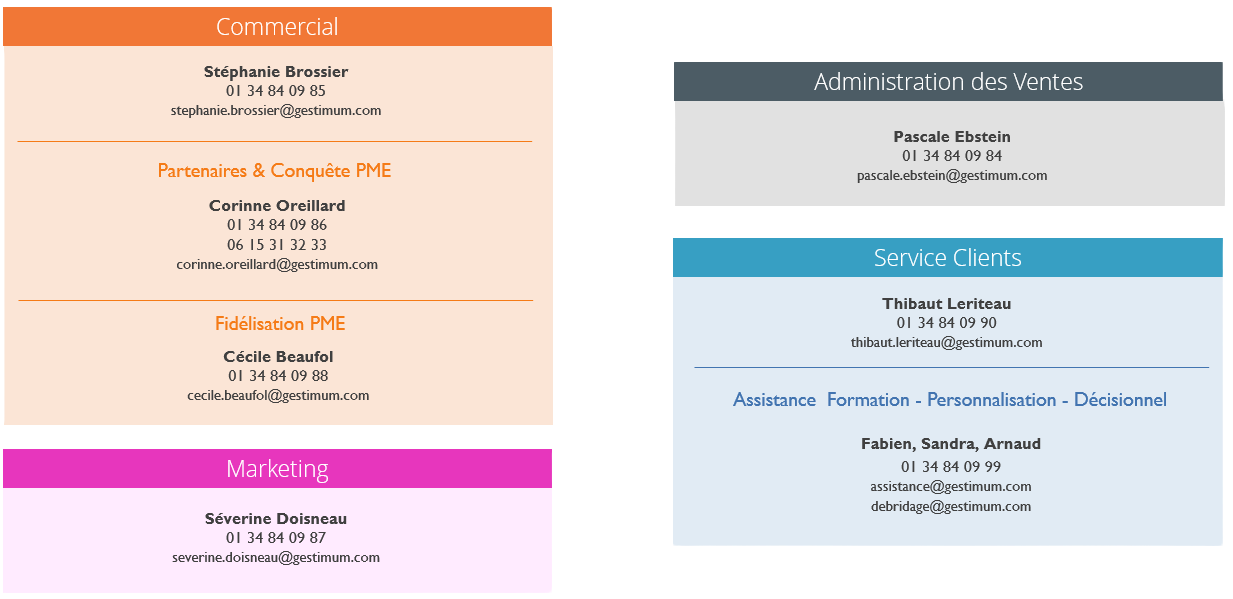 Commercial
Stéphanie Brossier
01 34 84 09 85
stephanie.brossier@gestimum.com
Partenaires & Conquête PME
Corinne Oreillard
01 34 84 09 86
06 15 31 32 33
corinne.oreillard@gestimum.com
Fidélisation PME
Cécile Beaufol
01 34 84 09 88
cecile.beaufol@gestimum.com
Marketing
Séverine Doisneau
01 34 84 09 87
severine.doisneau@gestimum.com
Administration des Ventes
Pascale Ebstein
01 34 84 09 84
pascale.ebstein@gestimum.com
Service Clients
Thibaut Leriteau
01 34 84 09 90
thibaut.leriteau@gestimum.com
Assistance  Formation - Personnalisation - Décisionnel
Fabien, Sandra, Arnaud
01 34 84 09 99
assistance@gestimum.com
debridage@gestimum.com